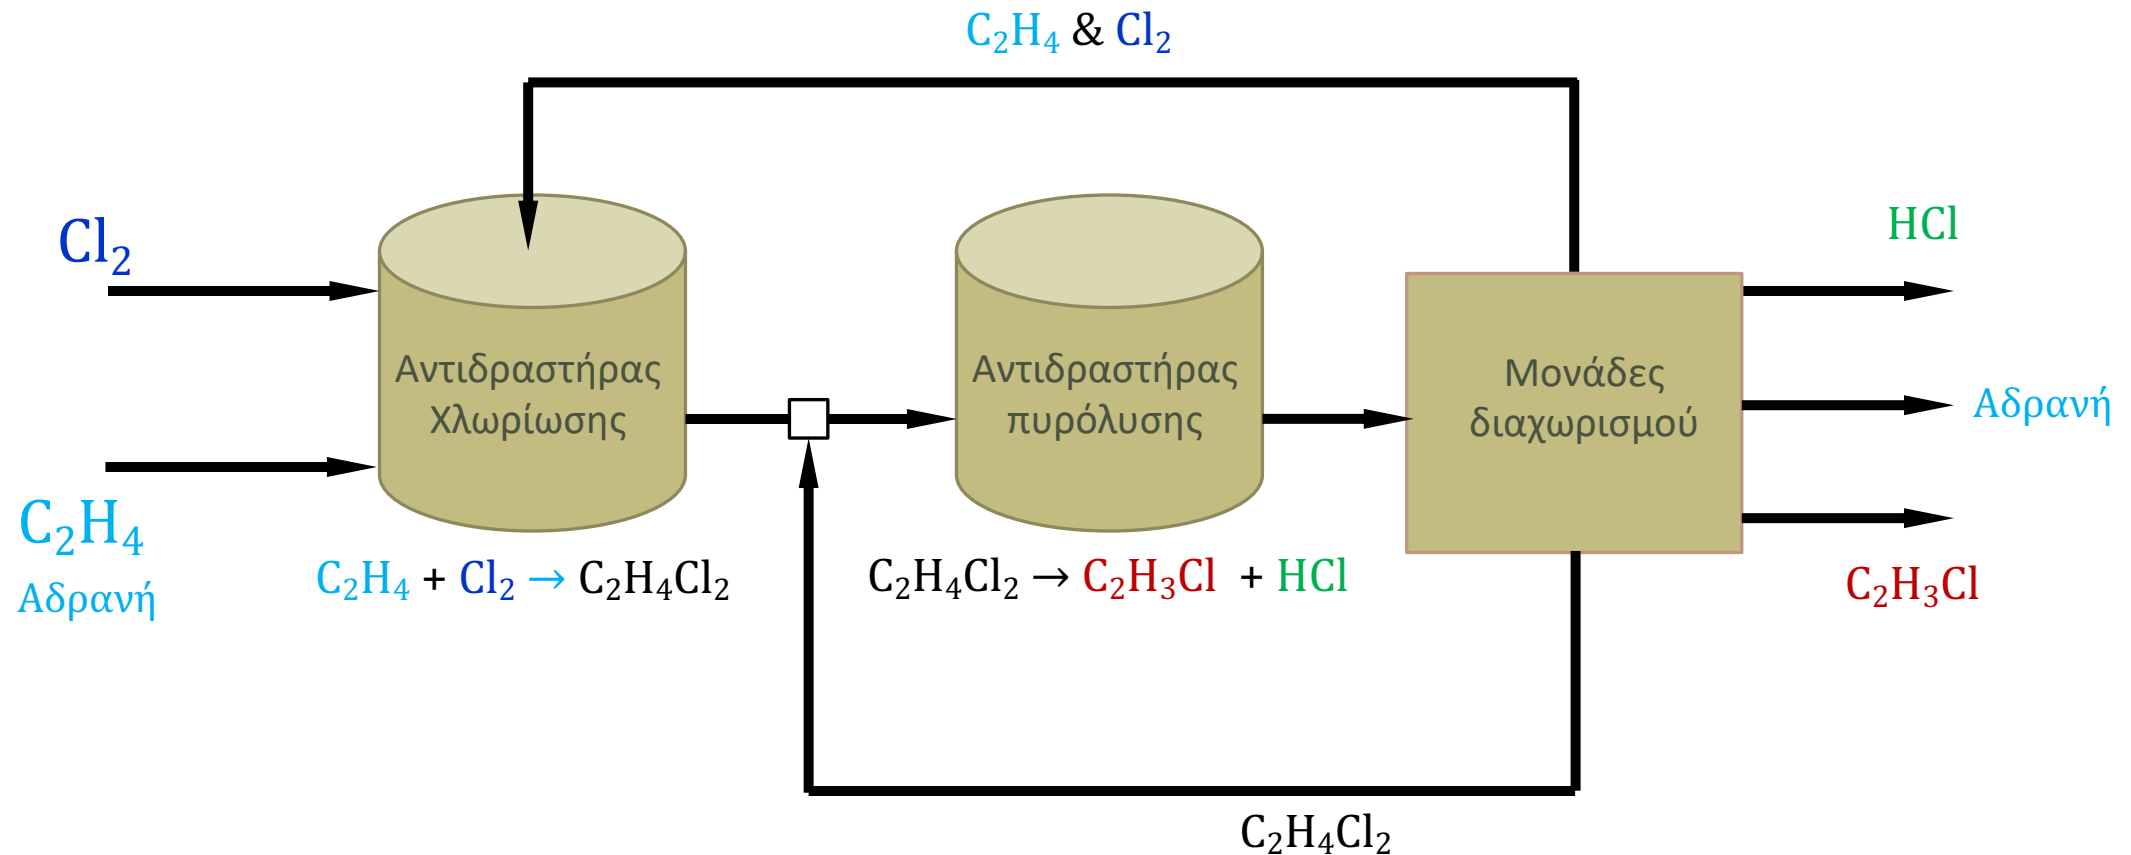 C₂H₄ & Cl₂
Cl₂
HCl
Αντιδραστήρας
Χλωρίωσης
Αντιδραστήρας
πυρόλυσης
Μονάδες
διαχωρισμού
Αδρανή
C₂H₄
Αδρανή
C₂H₄ + Cl₂ → C₂H₄Cl₂
C₂H₄Cl₂ → C₂H₃Cl + HCl
C₂H₃Cl
C₂H₄Cl₂